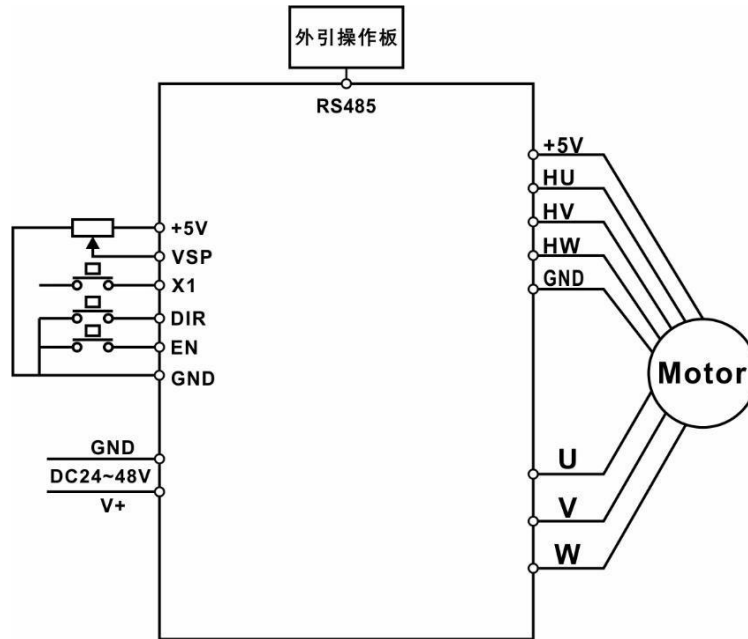 外引操作板
RS485
+5V
VSP
X1
DIR
EN
GND
GND
DC24~48V
V+
+5V
HU
HV
HW
GND
Motor
U
V
W